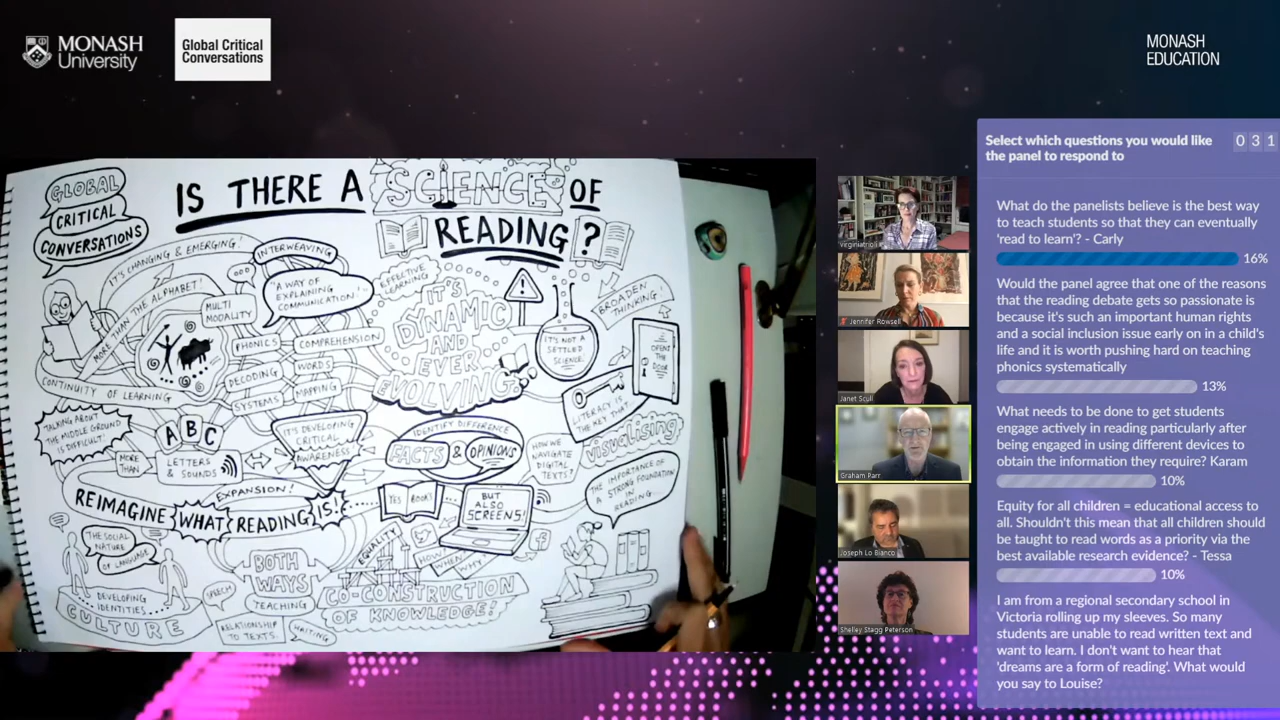 MONASH
University
Global Critical
Conversations
MONASH
EDUCATION
GLOBAL
CRITICAL
CONVERSATIONS
IS THERE A SCIENCE OF
READING?
IT'S CHANGING & EMERGING!
MORE THAN THE ALPHABET!
INTERWEAVING
"A WAY OF
EXPLAINING
COMMUNICATION!"
MULTI
MODALITY
PHONICS
COMPREHENSION
DECODING
WORDS
SYSTEMS
MAPPING
CONTINUITY OF LEARNING
EFFECTIVE
LEARNING
IT'S
DYNAMIC
AND
EVER
EVOLVING
IT'S NOT A
SETTLED
SCIENCE.
BROADEN
THINKING!
OPENS
THE
DOOR
LITERACY IS
THE KEY THAT
VISUALISING
TALKING ABOUT
THE MIDDLE GROUND
IS DIFFICULT!
A B C
MORE
THAN
LETTERS
& SOUNDS
IT'S DEVELOPING
CRITICAL
AWARENESS
IDENTIFY DIFFERENCE
FACTS & OPINIONS
HOW WE
NAVIGATE
DIGITAL
TEXTS!
THE IMPORTANCE OF
A STRONG FOUNDATION
IN
READING
EXPANSION!
REIMAGINE WHAT READING IS!
YES BOOKS
BUT
ALSO
SCREENS!
THE SOCIAL
NATURE
OF LANGUAGE
DEVELOPING
IDENTITIES
CULTURE
SPEECH
BOTH
WAYS
TEACHING
RELATIONSHIP
TO TEXTS.
WRITING
EQUALITY
HOW
WHEN
WHY
CO-CONSTRUCTION
OF KNOWLEDGE!
virginiatrioli
Jennifer Rowsell
Janet Scull
Graham Parr
Joseph Lo Bianco
Shelley Stagg Peterson
Select which questions you would like
the panel to respond to
0 3 1
What do the panelists believe is the best way
to teach students so that they can eventually
'read to learn'? - Carly
16%
Would the panel agree that one of the reasons
that the reading debate gets so passionate is
because it's such an important human rights
and a social inclusion issue early on in a child's
life and it is worth pushing hard on teaching
phonics systematically
13%
What needs to be done to get students
engage actively in reading particularly after
being engaged in using different devices to
obtain the information they require? Karam
10%
Equity for all children = educational access to
all. Shouldn't this mean that all children should
be taught to read words as a priority via the
best available research evidence? - Tessa
10%
I am from a regional secondary school in
Victoria rolling up my sleeves. So many
students are unable to read written text and
want to learn. I don't want to hear that
'dreams are a form of reading'. What would
you say to Louise?